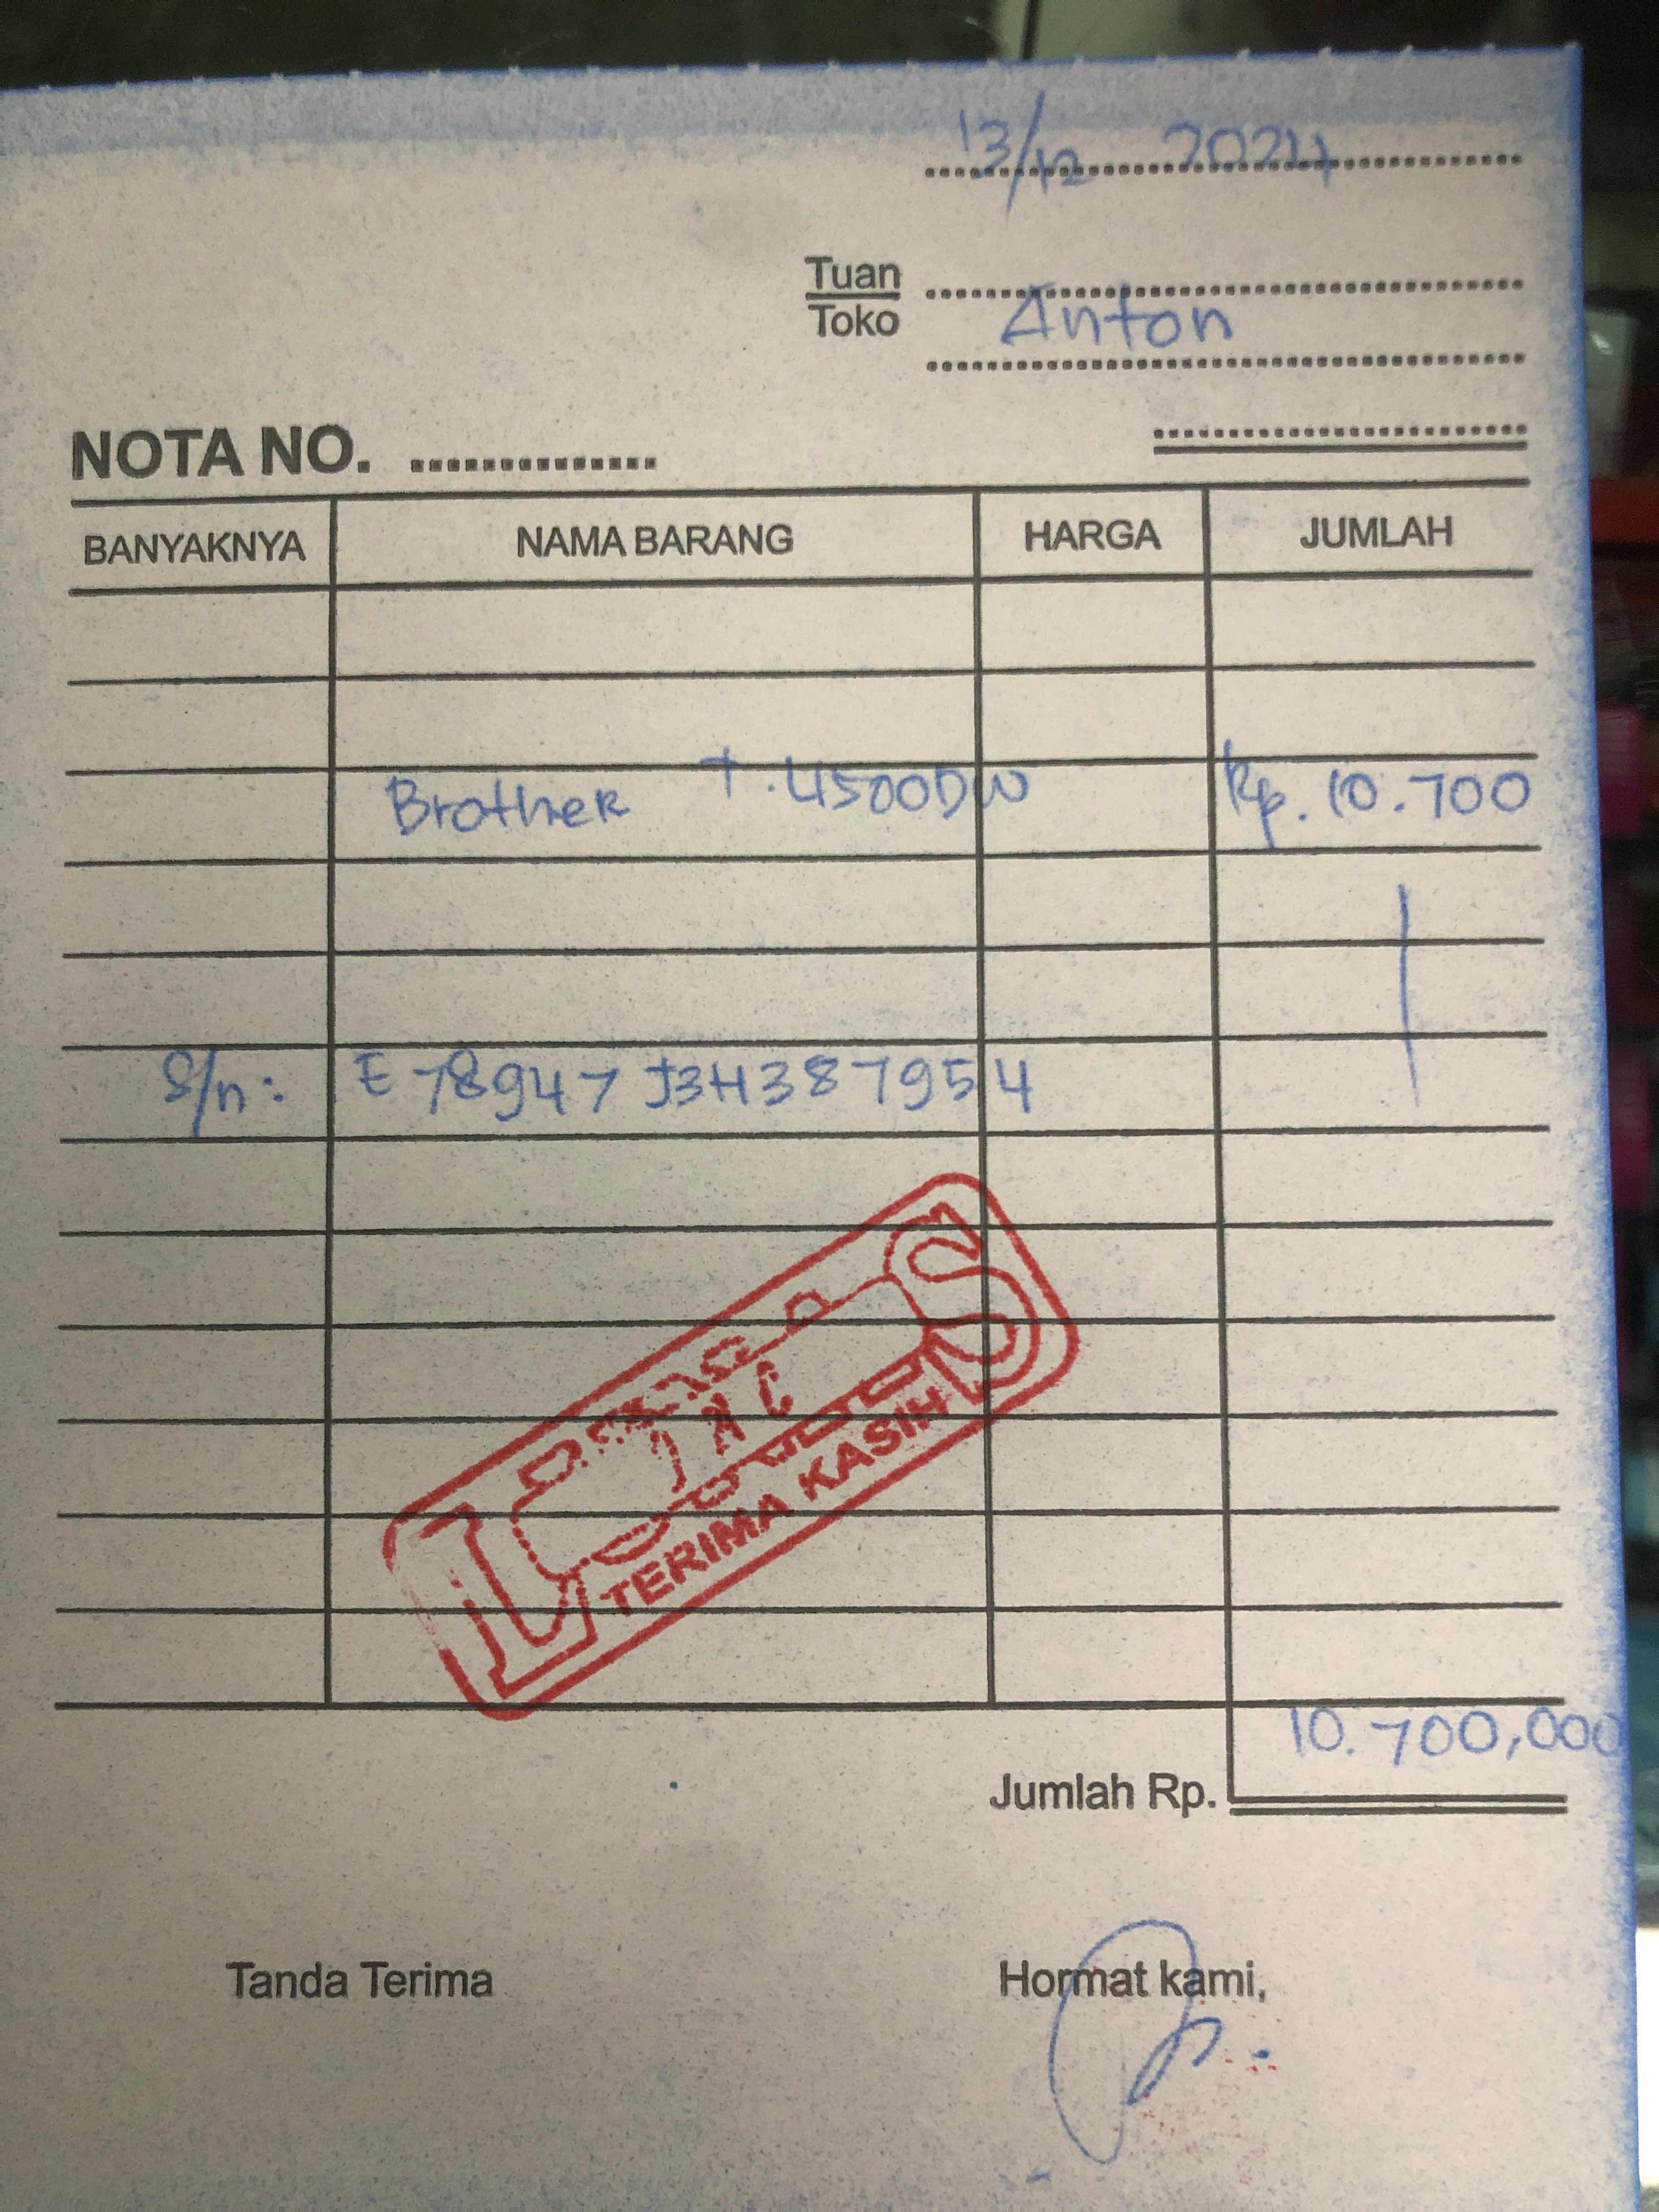 13/12 2024
Tuan
Toko
Anton
NOTA NO. ..............
BANYAKNYA NAMA BARANG HARGA JUMLAH
Brother T.4500DW Rp. 10.700
S/n: E78947J3H387954
LUNAS
TERIMA KASIH
10.700,000
Jumlah Rp.
Tanda Terima Hormat kami,